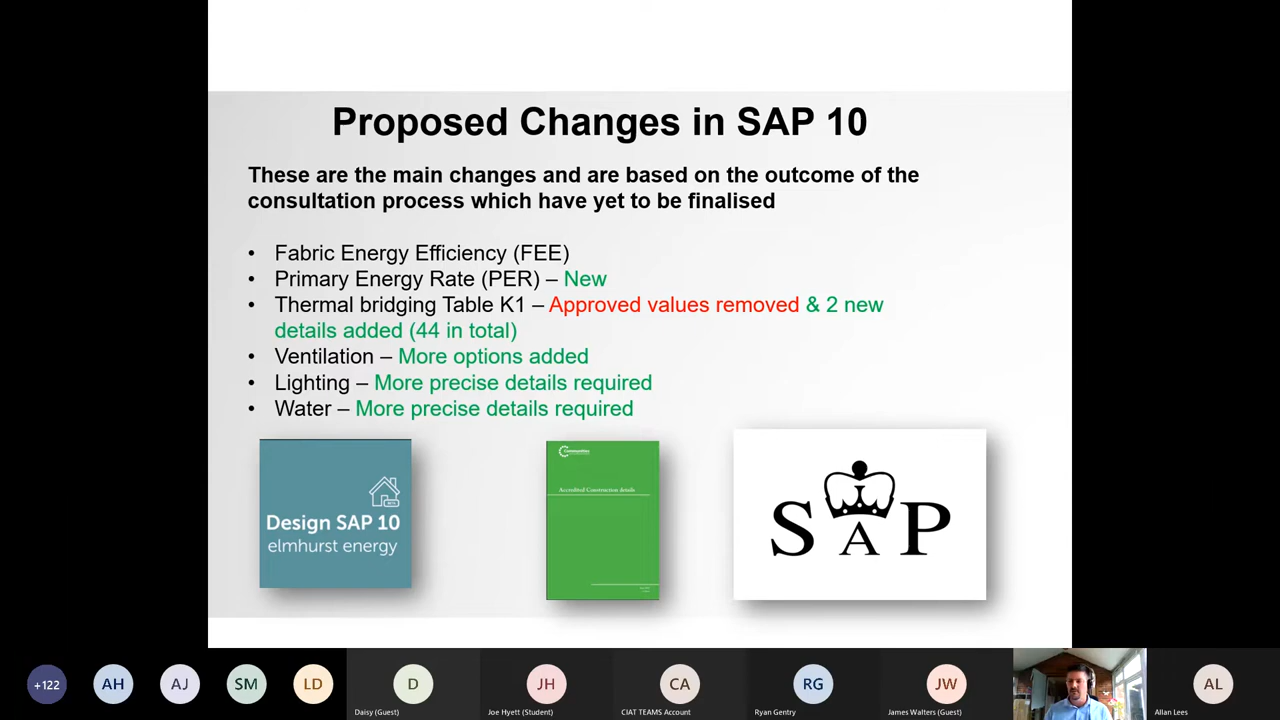 Proposed Changes in SAP 10
These are the main changes and are based on the outcome of the
consultation process which have yet to be finalised
• Fabric Energy Efficiency (FEE)
• Primary Energy Rate (PER) – New
• Thermal bridging Table K1 – Approved values removed & 2 new
details added (44 in total)
• Ventilation – More options added
• Lighting – More precise details required
• Water – More precise details required
Design SAP 10
elmhurst energy
Communities
Accredited Construction details
SAP
+122
AH
AJ
SM
LD
D
Daisy (Guest)
JH
Joe Hyett (Student)
CA
CIAT TEAMS Account
RG
Ryan Gentry
JW
James Walters (Guest)
AL
Allan Lees